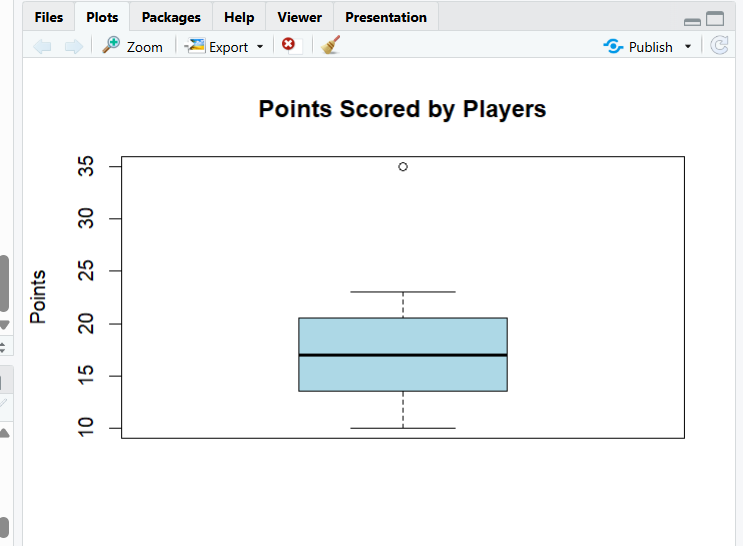 Files Plots Packages Help Viewer Presentation
Zoom Export Publish
Points Scored by Players
Points
35
30
25
20
15
10